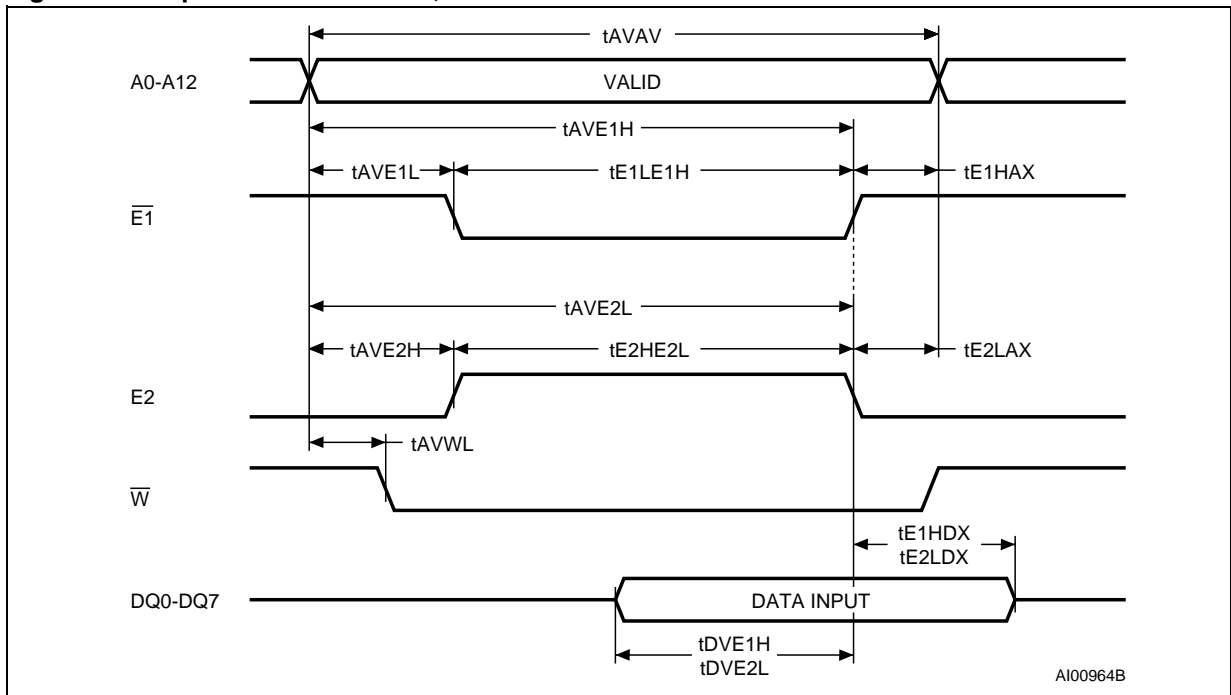 tAVAV
A0-A12
VALID
tAVE1H
tAVE1L
tE1LE1H
tE1HAX
E1
tAVE2L
tAVE2H
tE2HE2L
tE2LAX
E2
tAVWL
W
tE1HDX
tE2LDX
DQ0-DQ7
DATA INPUT
tDVE1H
tDVE2L
AI00964B